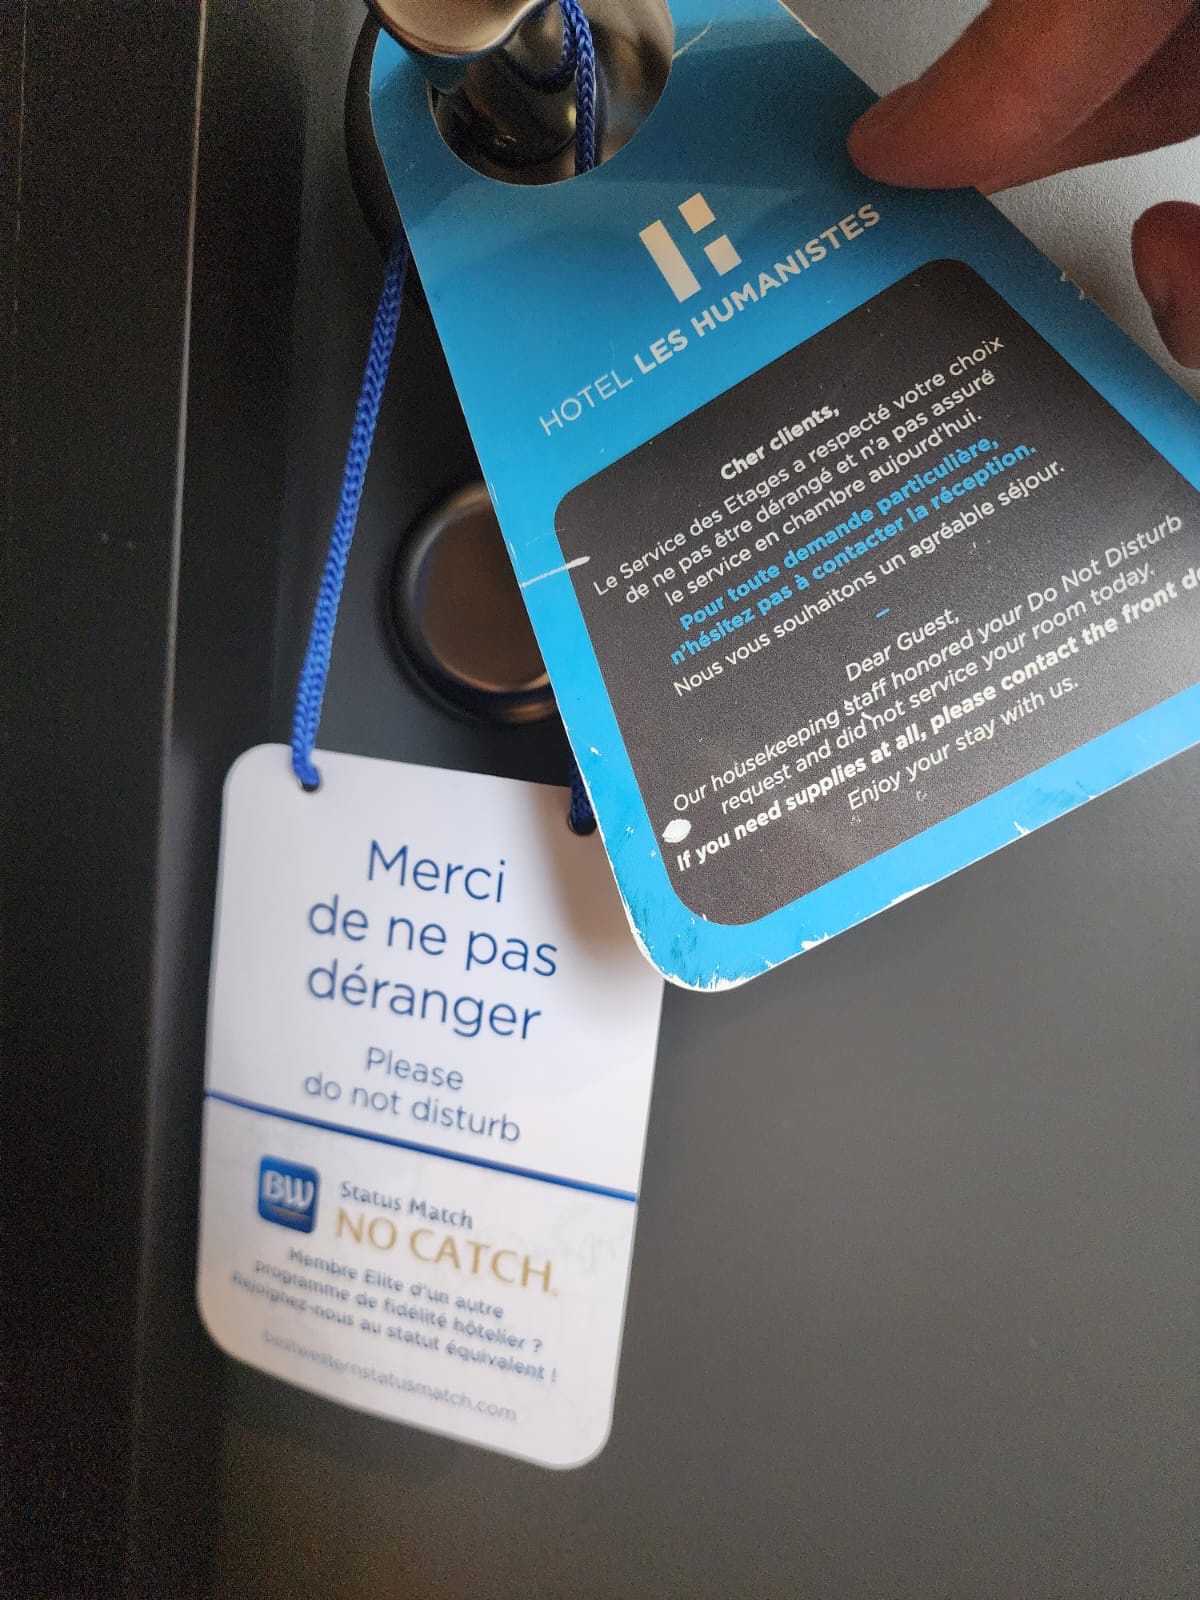 HOTEL LES HUMANISTES
Cher clients,
Le Service des Etages a respecté votre choix
de ne pas être dérangé et n'a pas assuré
le service en chambre aujourd'hui.
Pour toute demande particulière,
n'hésitez pas à contacter la réception.
Nous vous souhaitons un agréable séjour.
–
Dear Guest,
Our housekeeping staff honored your Do Not Disturb
request and did not service your room today.
If you need supplies at all, please contact the front
Enjoy your stay with us.
Merci
de ne pas
déranger
Please
do not disturb
BW
Status Match
NO CATCH.
Membre Elite d'un autre
programme de fidélité hôtelier ?
Rejoignez-nous au statut équivalent !
bestwesternstatusmatch.com